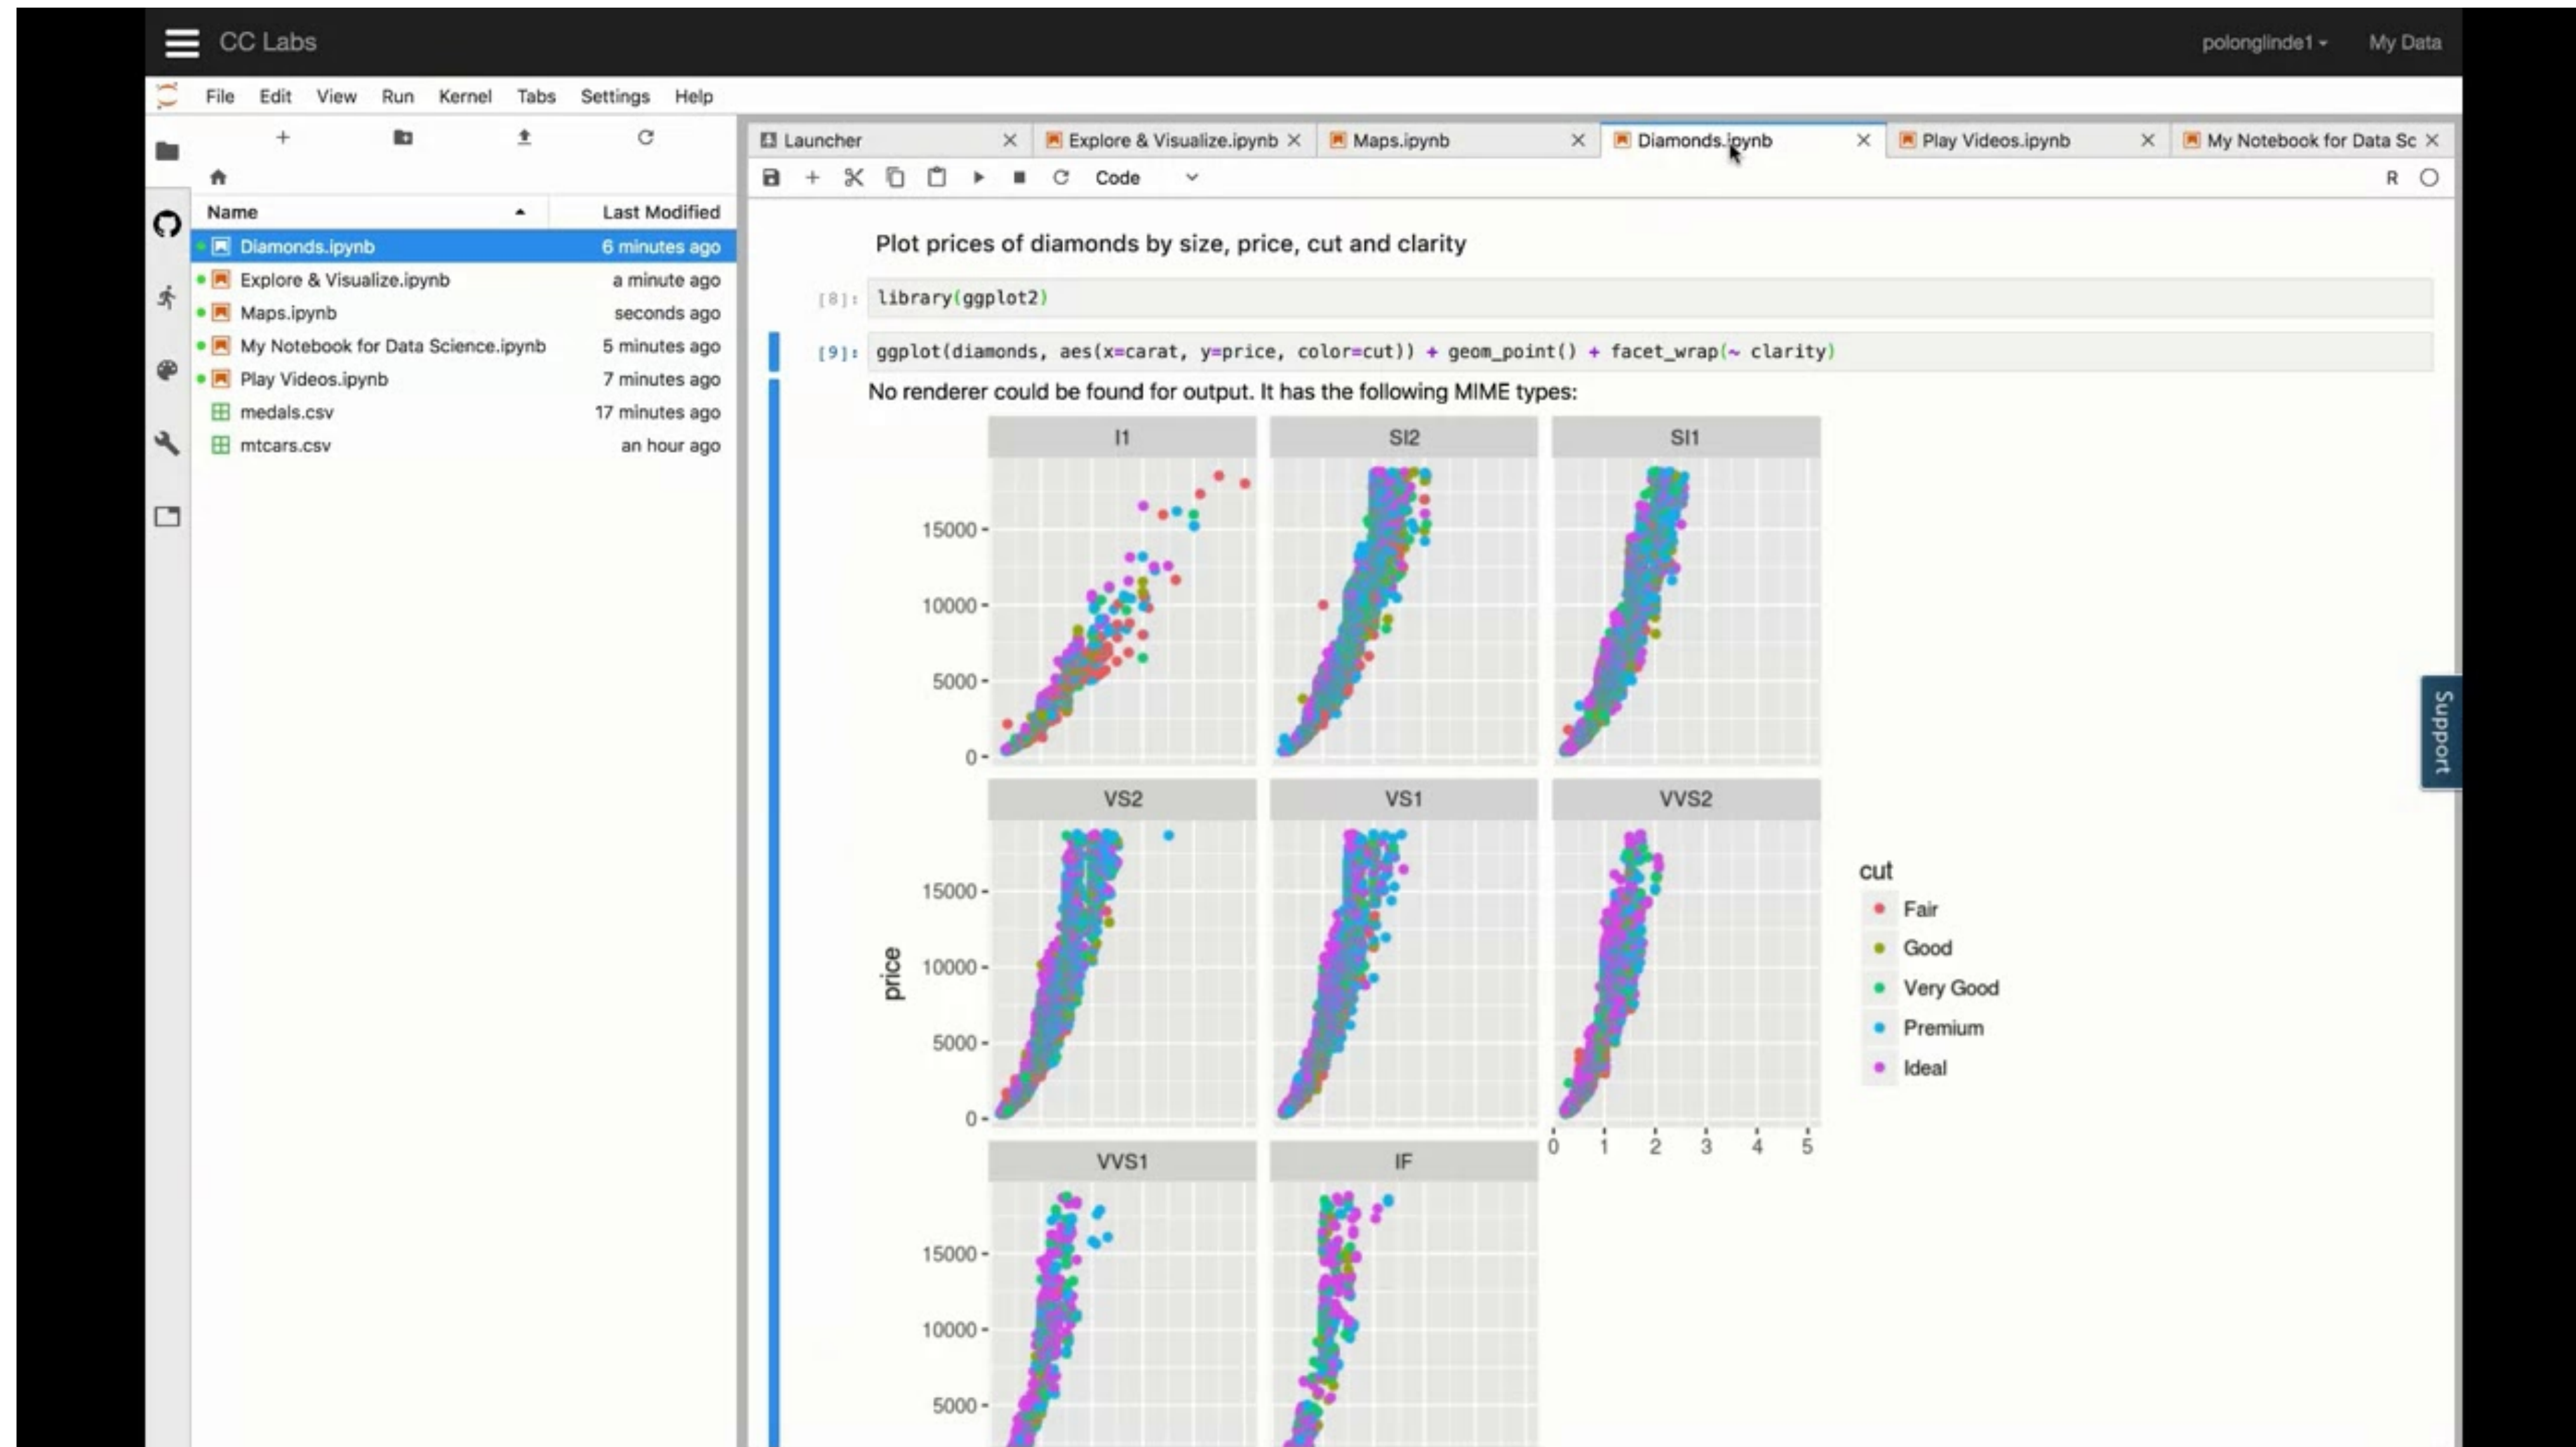 CC Labs polonglinde1 My Data
File Edit View Run Kernel Tabs Settings Help
Launcher Explore & Visualize.ipynb Maps.ipynb Diamonds.ipynb Play Videos.ipynb My Notebook for Data Sc
Code R
Name Last Modified
Diamonds.ipynb 6 minutes ago
Explore & Visualize.ipynb a minute ago
Maps.ipynb seconds ago
My Notebook for Data Science.ipynb 5 minutes ago
Play Videos.ipynb 7 minutes ago
medals.csv 17 minutes ago
mtcars.csv an hour ago
Plot prices of diamonds by size, price, cut and clarity
[8]: library(ggplot2)
[9]: ggplot(diamonds, aes(x=carat, y=price, color=cut)) + geom_point() + facet_wrap(~ clarity)
No renderer could be found for output. It has the following MIME types:
I1 SI2 SI1
15000
10000
5000
0
VS2 VS1 VVS2
15000
10000
5000
0
0 1 2 3 4 5
VVS1 IF
15000
10000
5000
price
cut
Fair
Good
Very Good
Premium
Ideal
Support